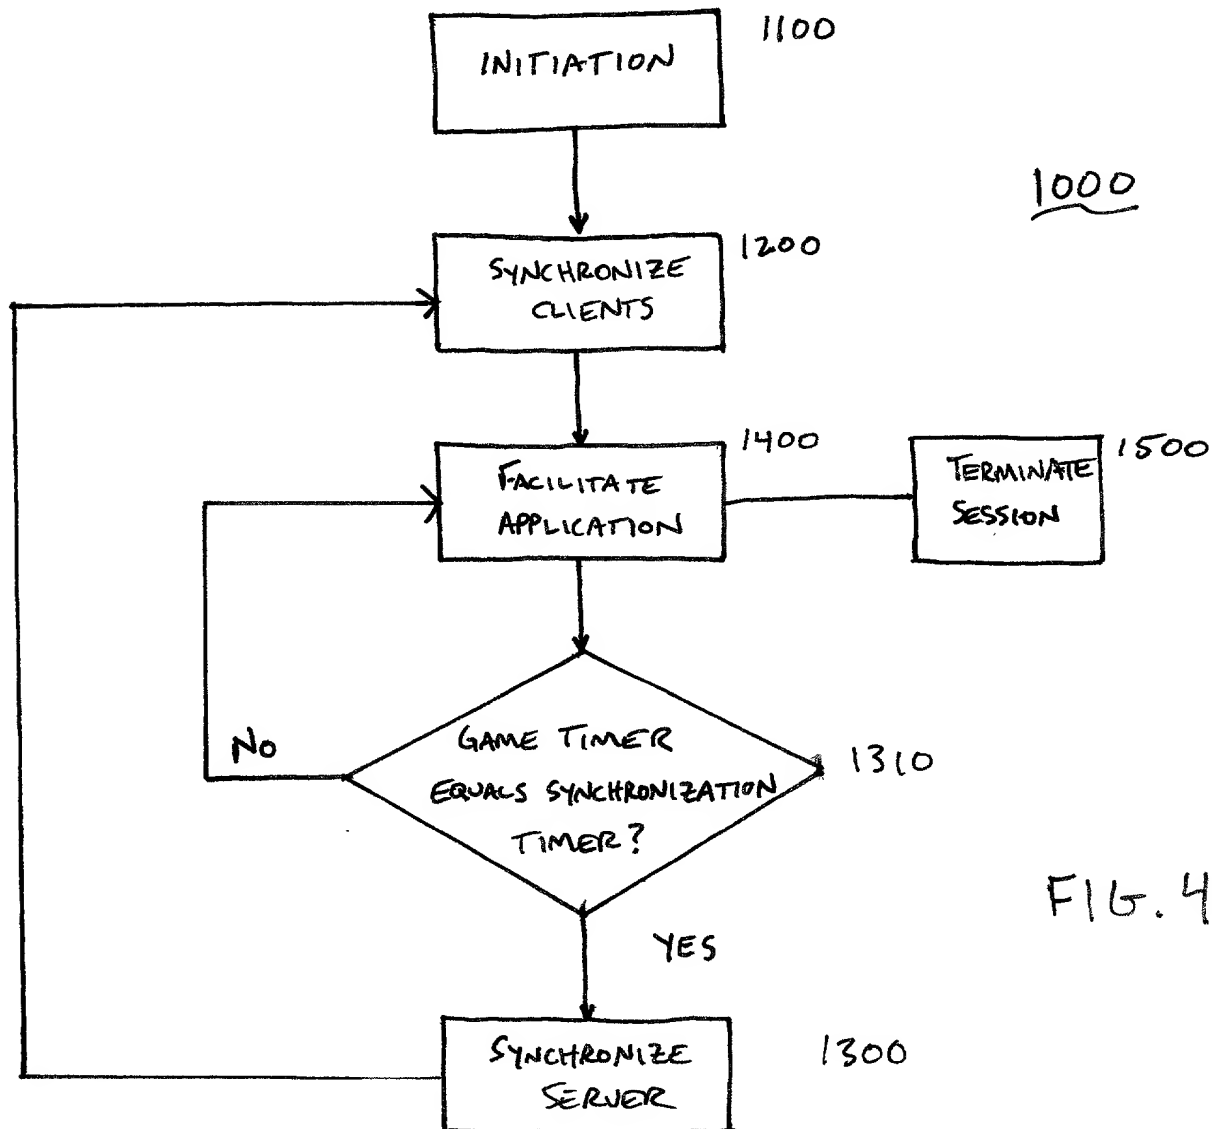 INITIATION
1100
1000
SYNCHRONIZE
CLIENTS
1200
FACILITATE
APPLICATION
1400
TERMINATE
SESSION
1500
GAME TIMER
EQUALS SYNCHRONIZATION
TIMER?
1310
NO
YES
FIG. 4
SYNCHRONIZE
SERVER
1300